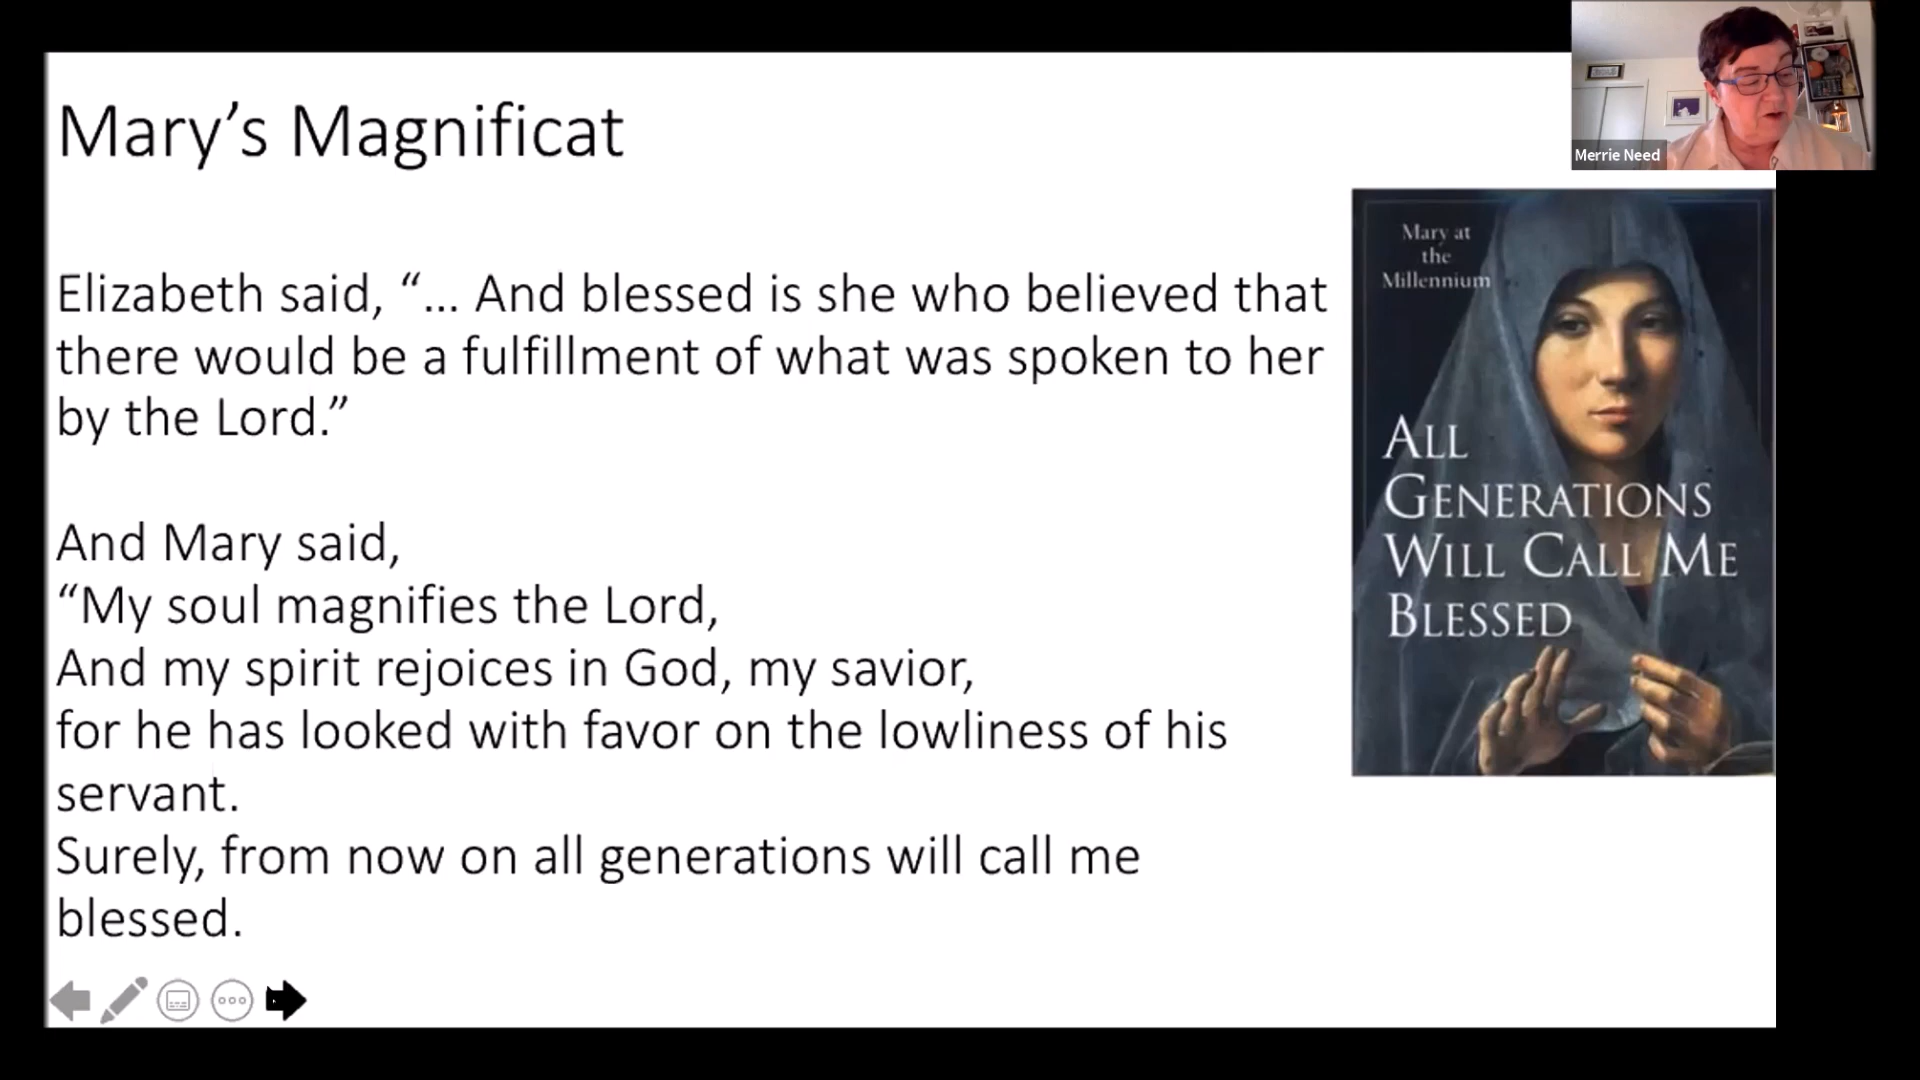 Mary’s Magnificat
Elizabeth said, “... And blessed is she who believed that
there would be a fulfillment of what was spoken to her
by the Lord.”
And Mary said,
“My soul magnifies the Lord,
And my spirit rejoices in God, my savior,
for he has looked with favor on the lowliness of his
servant.
Surely, from now on all generations will call me
blessed.
Mary at
the
Millennium
ALL
GENERATIONS
WILL CALL ME
BLESSED
Merrie Need